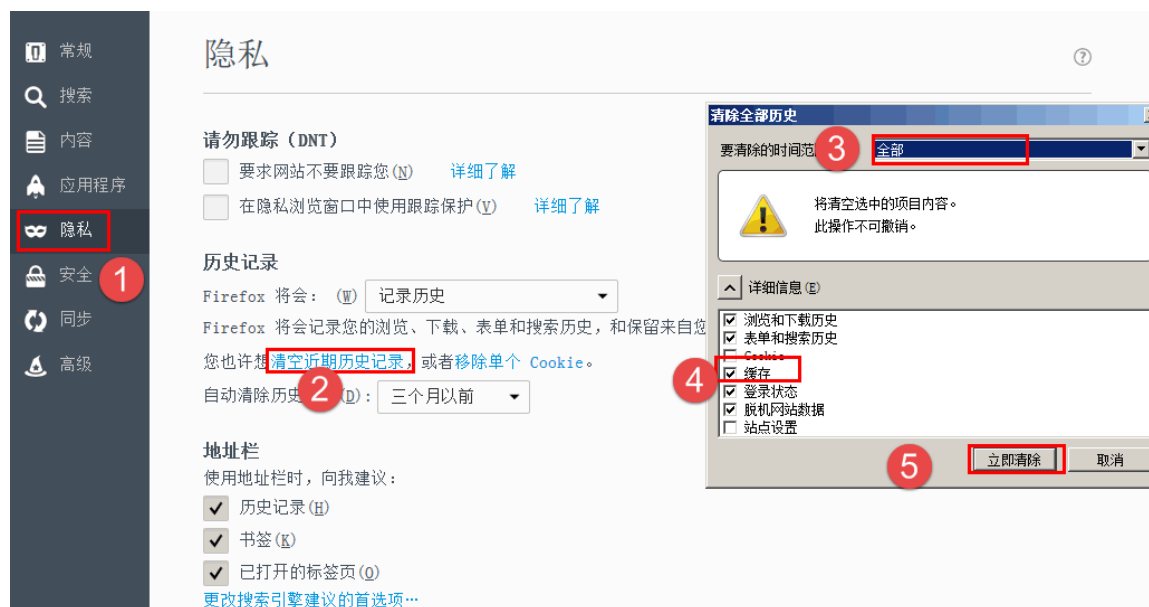 常规
搜索
内容
应用程序
隐私
安全
同步
高级
1
隐私
?
请勿跟踪（DNT）
要求网站不要跟踪您(N) 详细了解
在隐私浏览窗口中使用跟踪保护(V) 详细了解
历史记录
Firefox 将会： (W) 记录历史
Firefox 将会记录您的浏览、下载、表单和搜索历史，和保留来自您
您也许想清空近期历史记录，或者移除单个 Cookie。
自动清除历史 2 (D)： 三个月以前
地址栏
使用地址栏时，向我建议：
历史记录(H)
书签(K)
已打开的标签页(O)
更改搜索引擎建议的首选项…
清除全部历史
要清除的时间范 3 全部
将清空选中的项目内容。
此操作不可撤销。
详细信息(E)
浏览和下载历史
表单和搜索历史
Cookie
4 缓存
登录状态
脱机网站数据
站点设置
5 立即清除 取消